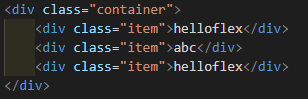 <div class="container">
    <div class="item">helloflex</div>
    <div class="item">abc</div>
    <div class="item">helloflex</div>
</div>